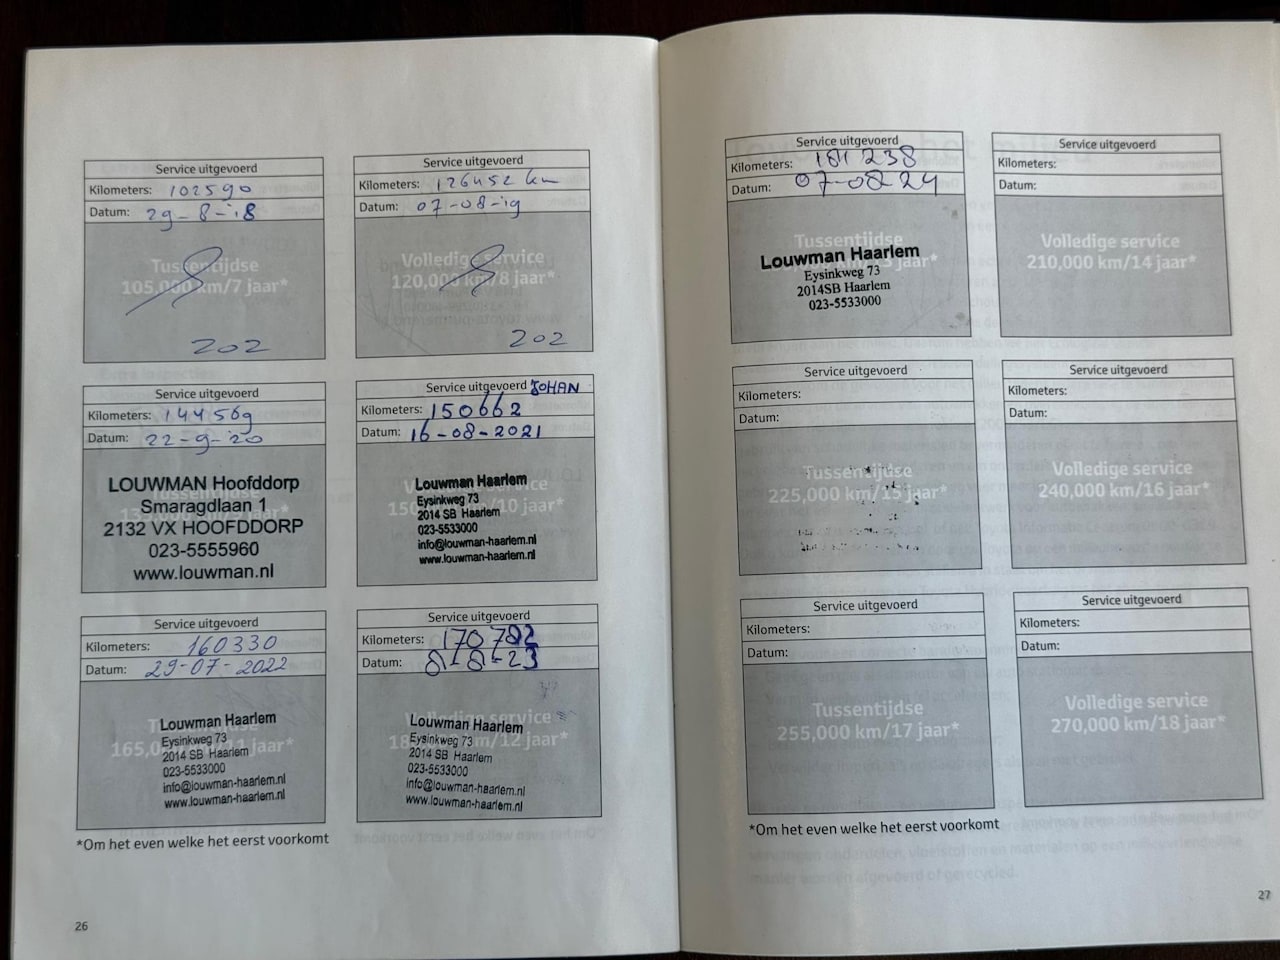 Service uitgevoerd
Kilometers: 102590
Datum: 29-8-18
Tussentijdse
105,000 km/7 jaar*
202
Service uitgevoerd
Kilometers: 126452 km
Datum: 07-08-19
Volledige service
120,000 km/8 jaar*
202
Service uitgevoerd
Kilometers: 144569
Datum: 22-9-20
LOUWMAN Hoofddorp
Smaragdlaan 1
2132 VX HOOFDDORP
023-5555960
www.louwman.nl
Service uitgevoerd JOHAN
Kilometers: 150662
Datum: 16-08-2021
Louwman Haarlem
Eysinkweg 73
2014 SB Haarlem
023-5533000
info@louwman-haarlem.nl
www.louwman-haarlem.nl
Service uitgevoerd
Kilometers: 160330
Datum: 29-07-2022
Louwman Haarlem
Eysinkweg 73
2014 SB Haarlem
023-5533000
info@louwman-haarlem.nl
www.louwman-haarlem.nl
Service uitgevoerd
Kilometers: 170782
Datum: 8-8-23
Louwman Haarlem
Eysinkweg 73
2014 SB Haarlem
023-5533000
info@louwman-haarlem.nl
www.louwman-haarlem.nl
*Om het even welke het eerst voorkomt
26
Service uitgevoerd
Kilometers: 181 238
Datum: 07-08-24
Tussentijdse
Louwman Haarlem
Eysinkweg 73
2014SB Haarlem
023-5533000
Service uitgevoerd
Kilometers:
Datum:
Volledige service
210,000 km/14 jaar*
Service uitgevoerd
Kilometers:
Datum:
Tussentijdse
225,000 km/15 jaar*
Service uitgevoerd
Kilometers:
Datum:
Volledige service
240,000 km/16 jaar*
Service uitgevoerd
Kilometers:
Datum:
Tussentijdse
255,000 km/17 jaar*
Service uitgevoerd
Kilometers:
Datum:
Volledige service
270,000 km/18 jaar*
*Om het even welke het eerst voorkomt
27